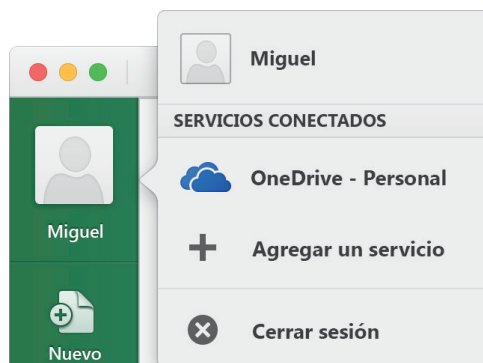 Miguel
SERVICIOS CONECTADOS
OneDrive - Personal
Agregar un servicio
Cerrar sesión
Miguel
Nuevo